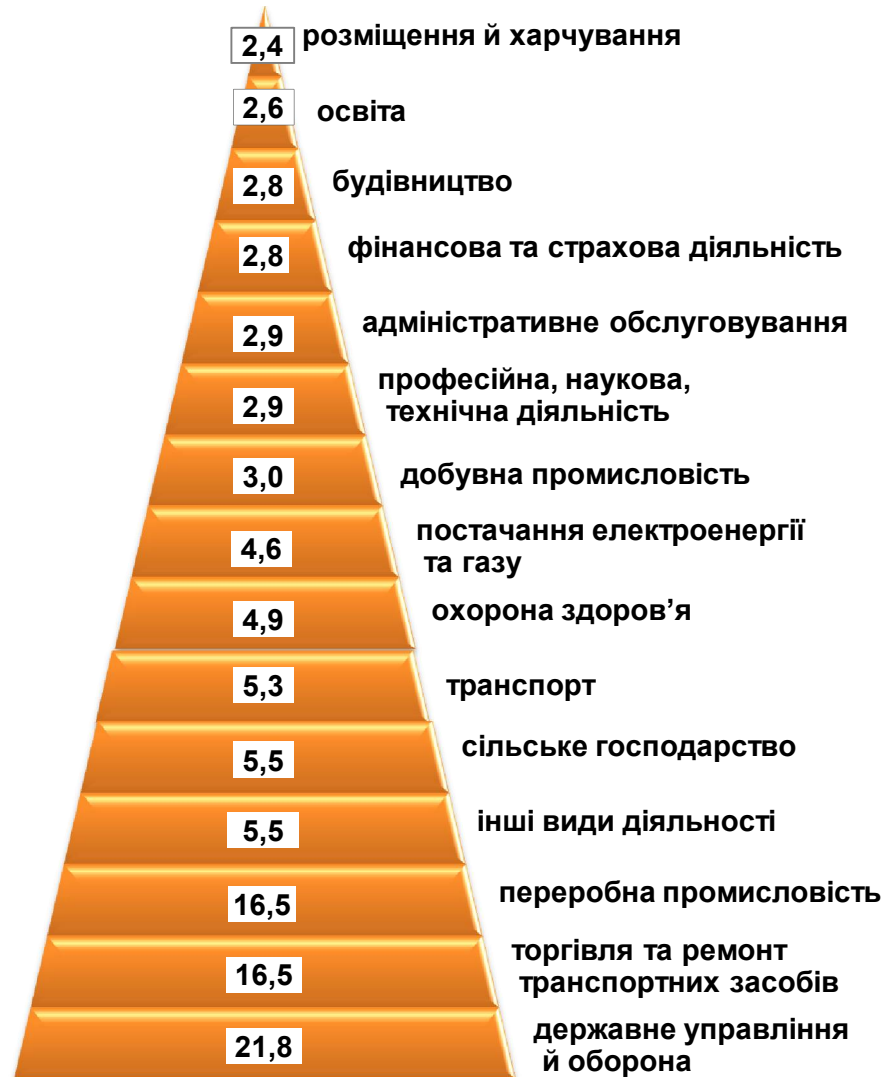 2,4 розміщення й харчування
2,6 освіта
2,8 будівництво
2,8 фінансова та страхова діяльність
2,9 адміністративне обслуговування
2,9 професійна, наукова,
технічна діяльність
3,0 добувна промисловість
4,6 постачання електроенергії
та газу
4,9 охорона здоров’я
5,3 транспорт
5,5 сільське господарство
5,5 інші види діяльності
16,5 переробна промисловість
16,5 торгівля та ремонт
транспортних засобів
21,8 державне управління
й оборона